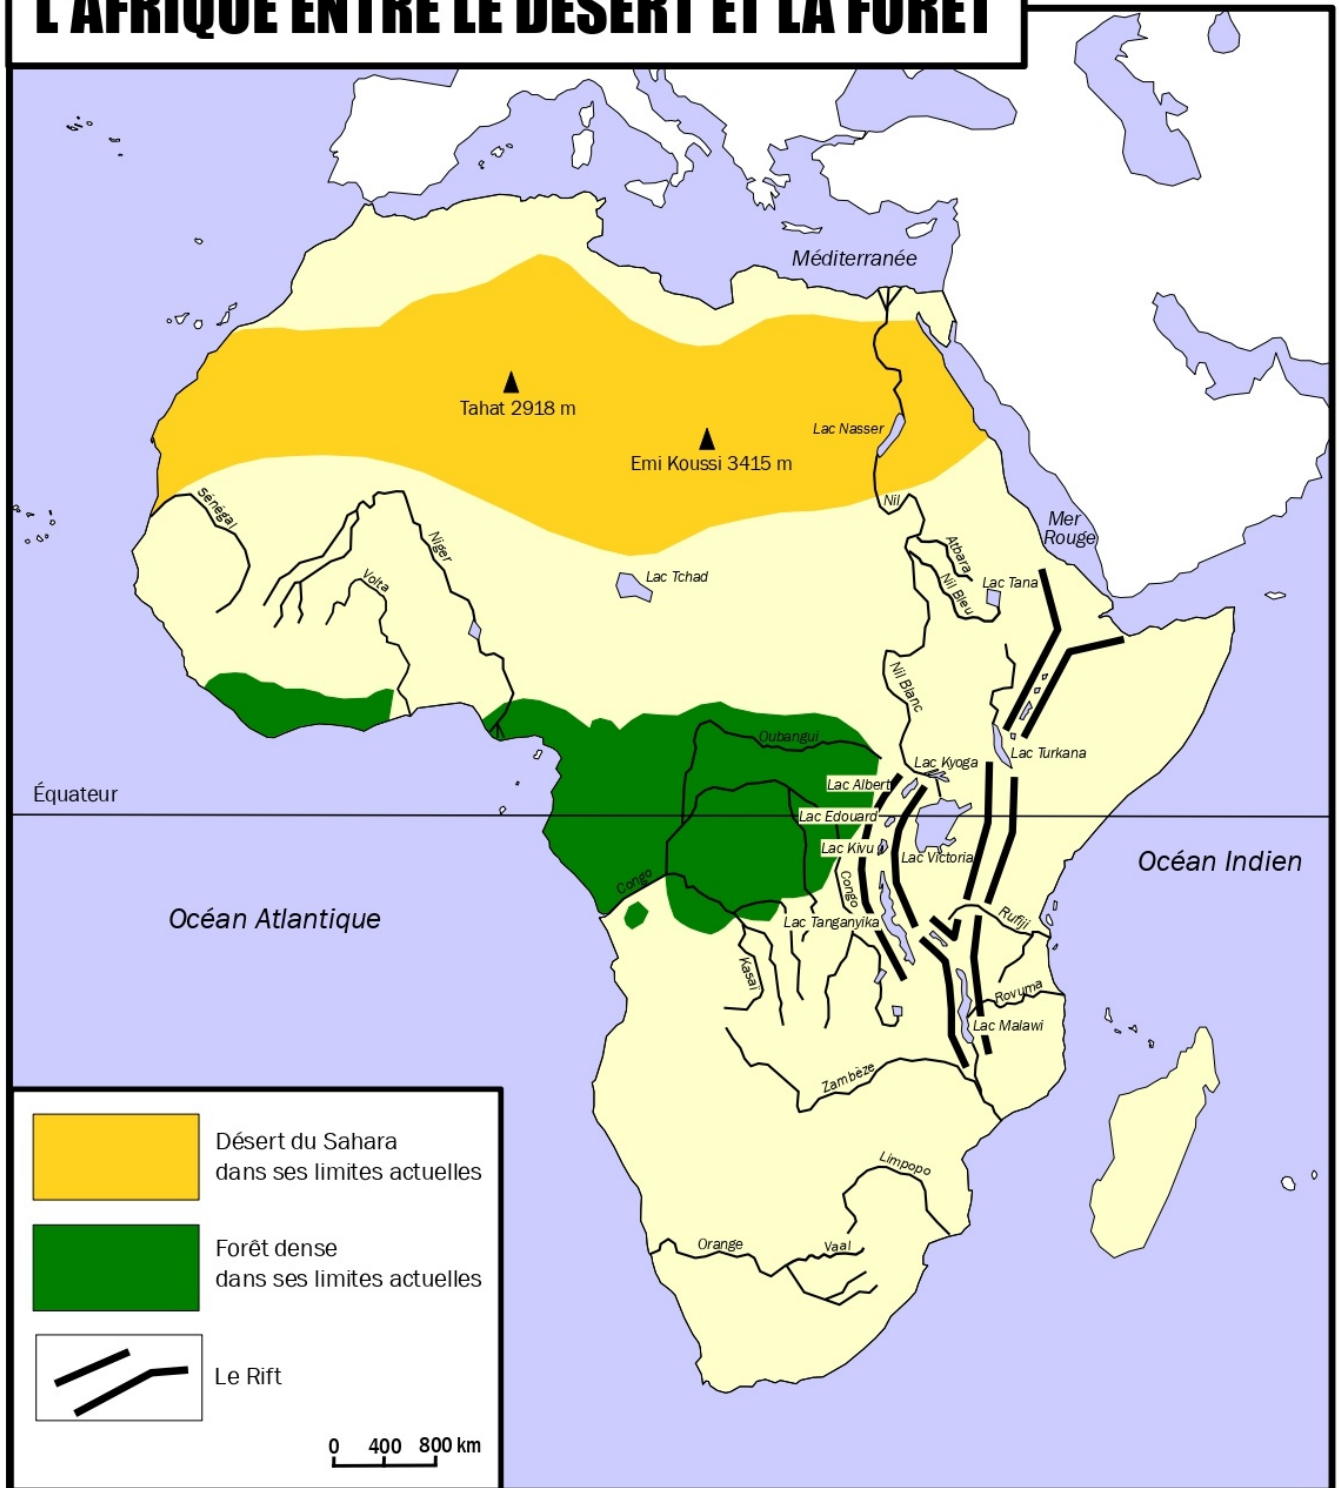 L'AFRIQUE ENTRE LE DÉSERT ET LA FORÊT
Méditerranée
Tahat 2918 m
Lac Nasser
Emi Koussi 3415 m
Sénégal
Nil
Mer
Rouge
Niger
Atbara
Volta
Lac Tchad
Nil Bleu
Lac Tana
Nil Blanc
Oubangui
Lac Turkana
Lac Kyoga
Lac Albert
Équateur
Lac Edouard
Lac Kivu
Lac Victoria
Océan Indien
Congo
Congo
Océan Atlantique
Lac Tanganyika
Rufiji
Kasaï
Rovuma
Lac Malawi
Zambèze
Limpopo
Orange
Vaal
Désert du Sahara
dans ses limites actuelles
Forêt dense
dans ses limites actuelles
Le Rift
0 400 800 km